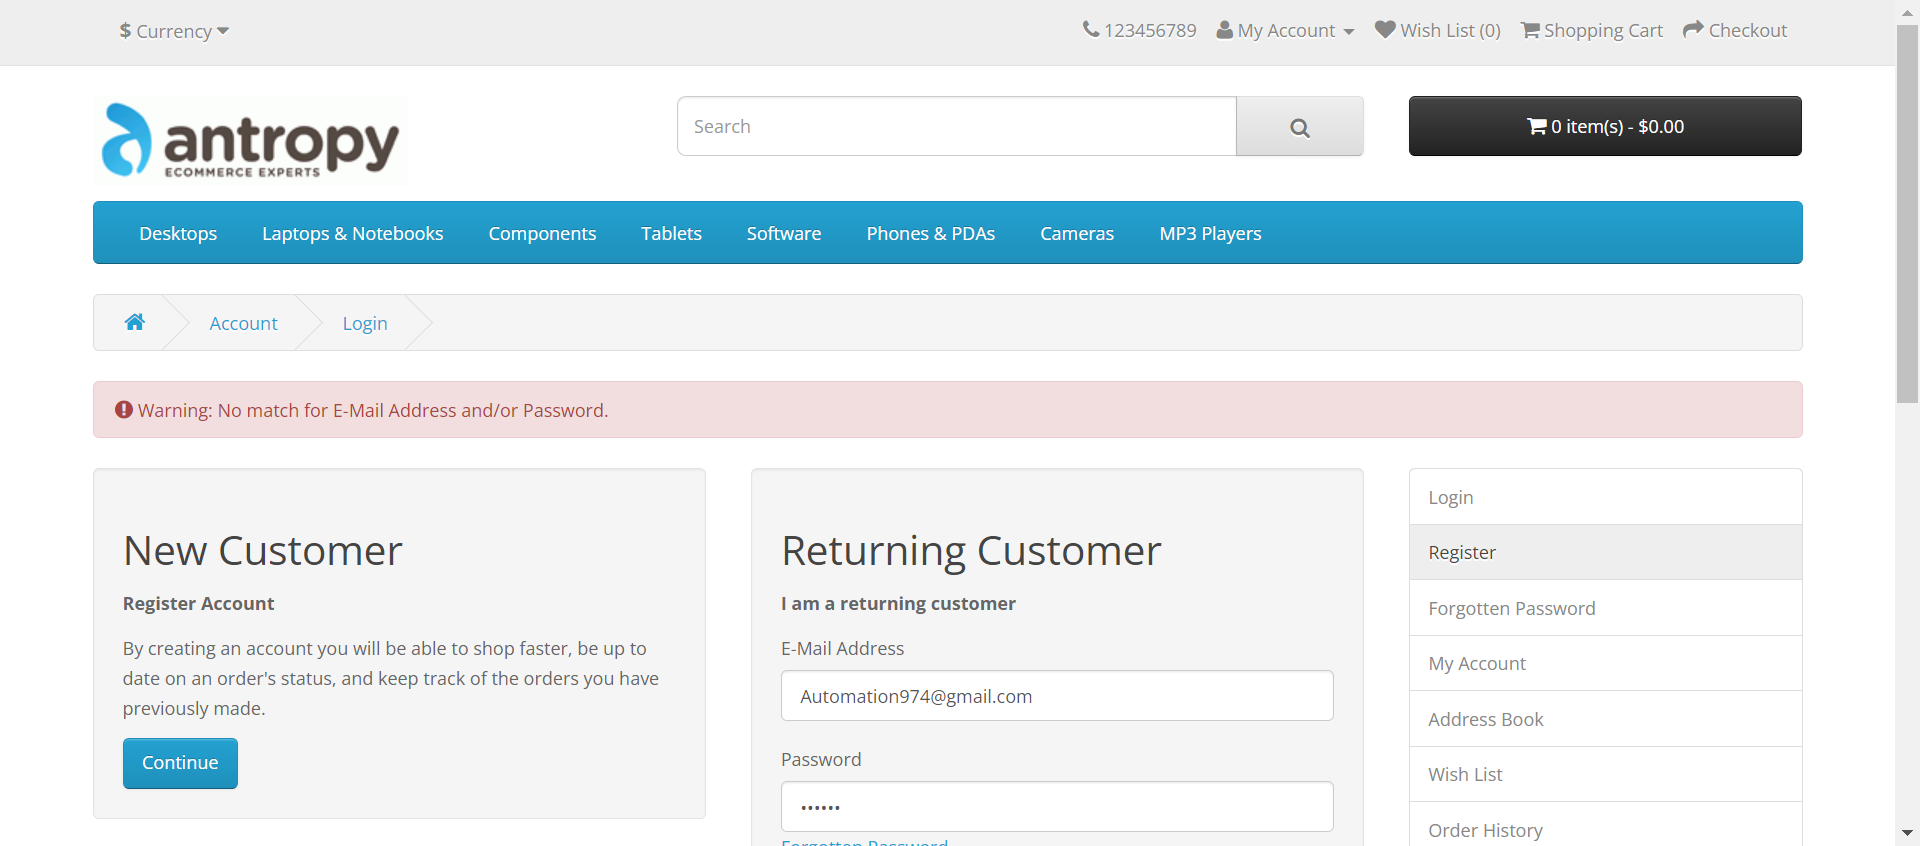 $ Currency
123456789 My Account Wish List (0) Shopping Cart Checkout
antropy
ECOMMERCE EXPERTS
Search
0 item(s) - $0.00
Desktops Laptops & Notebooks Components Tablets Software Phones & PDAs Cameras MP3 Players
Account Login
Warning: No match for E-Mail Address and/or Password.
New Customer
Register Account
By creating an account you will be able to shop faster, be up to
date on an order's status, and keep track of the orders you have
previously made.
Continue
Returning Customer
I am a returning customer
E-Mail Address
Automation974@gmail.com
Password
••••••
Forgotten Password
Login
Register
Forgotten Password
My Account
Address Book
Wish List
Order History